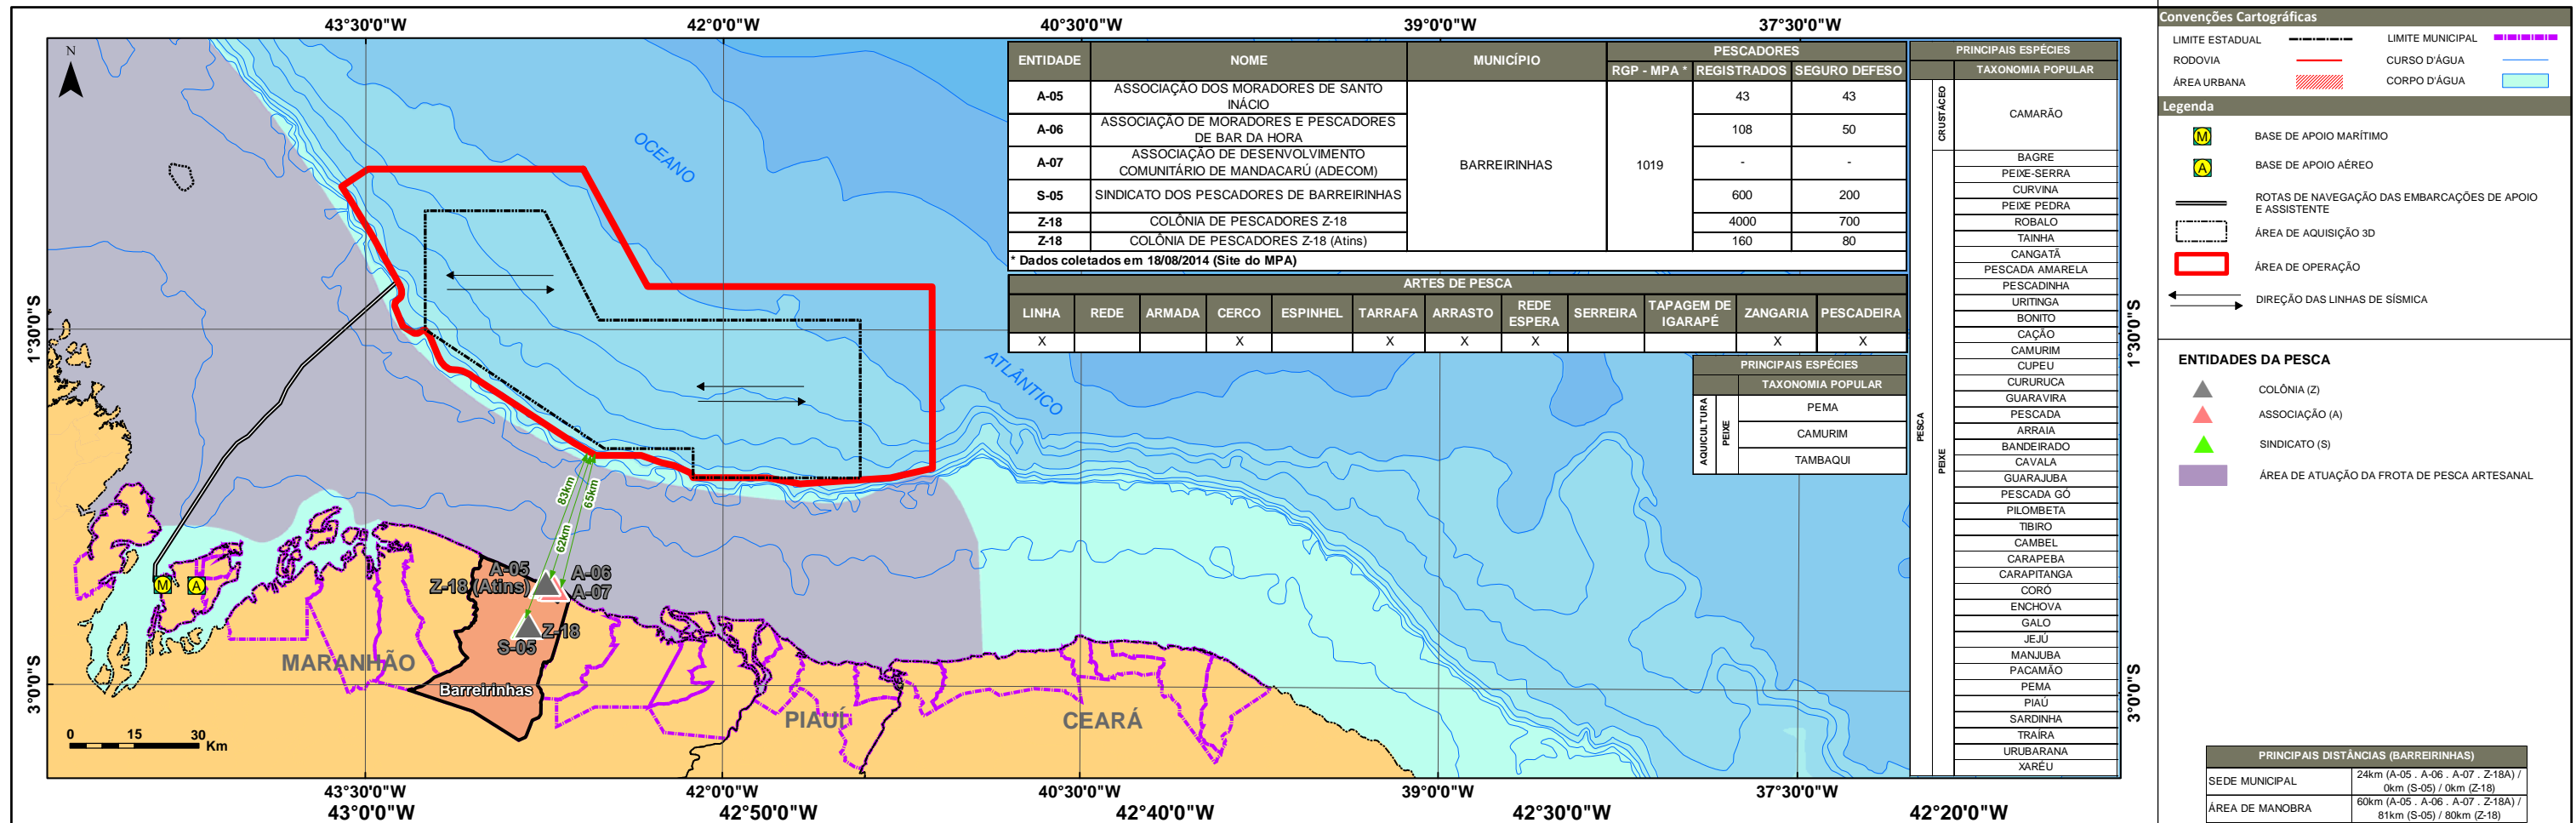 43°30'0"W 42°0'0"W 40°30'0"W 39°0'0"W 37°30'0"W
N
OCEANO
ATLÂNTICO
1°30'0"S
3°0'0"S
1°30'0"S
3°0'0"S
ENTIDADE NOME MUNICÍPIO PESCADORES
RGP - MPA * REGISTRADOS SEGURO DEFESO
A-05 ASSOCIAÇÃO DOS MORADORES DE SANTO INÁCIO 43 43
A-06 ASSOCIAÇÃO DE MORADORES E PESCADORES DE BAR DA HORA 108 50
A-07 ASSOCIAÇÃO DE DESENVOLVIMENTO COMUNITÁRIO DE MANDACARÚ (ADECOM) BARREIRINHAS 1019 - -
S-05 SINDICATO DOS PESCADORES DE BARREIRINHAS 600 200
Z-18 COLÔNIA DE PESCADORES Z-18 4000 700
Z-18 COLÔNIA DE PESCADORES Z-18 (Atins) 160 80
* Dados coletados em 18/08/2014 (Site do MPA)
ARTES DE PESCA
LINHA REDE ARMADA CERCO ESPINHEL TARRAFA ARRASTO REDE ESPERA SERREIRA TAPAGEM DE IGARAPÉ ZANGARIA PESCADEIRA
X X X X X X X
PRINCIPAIS ESPÉCIES
TAXONOMIA POPULAR
AQUICULTURA
PEIXE
PEMA
CAMURIM
TAMBAQUI
PRINCIPAIS ESPÉCIES
TAXONOMIA POPULAR
PESCA
CRUSTÁCEO
CAMARÃO
PEIXE
BAGRE
PEIXE-SERRA
CURVINA
PEIXE PEDRA
ROBALO
TAINHA
CANGATÃ
PESCADA AMARELA
PESCADINHA
URITINGA
BONITO
CAÇÃO
CAMURIM
CUPEU
CURURUCA
GUARAVIRA
PESCADA
ARRAIA
BANDEIRADO
CAVALA
GUARAJUBA
PESCADA GÓ
PILOMBETA
TIBIRO
CAMBEL
CARAPEBA
CARAPITANGA
CORÓ
ENCHOVA
GALO
JEJÚ
MANJUBA
PACAMÃO
PEMA
PIAÚ
SARDINHA
TRAÍRA
URUBARANA
XARÉU
83km
65km
62km
M A
A-05
Z-18 (Atins)
A-06
A-07
Z-18
S-05
MARANHÃO
Barreirinhas
PIAUÍ
CEARÁ
0 15 30
Km
43°30'0"W 42°0'0"W 40°30'0"W 39°0'0"W 37°30'0"W
43°0'0"W 42°50'0"W 42°40'0"W 42°30'0"W 42°20'0"W
Convenções Cartográficas
LIMITE ESTADUAL LIMITE MUNICIPAL
RODOVIA CURSO D'ÁGUA
ÁREA URBANA CORPO D'ÁGUA
Legenda
M BASE DE APOIO MARÍTIMO
A BASE DE APOIO AÉREO
ROTAS DE NAVEGAÇÃO DAS EMBARCAÇÕES DE APOIO
E ASSISTENTE
ÁREA DE AQUISIÇÃO 3D
ÁREA DE OPERAÇÃO
DIREÇÃO DAS LINHAS DE SÍSMICA
ENTIDADES DA PESCA
COLÔNIA (Z)
ASSOCIAÇÃO (A)
SINDICATO (S)
ÁREA DE ATUAÇÃO DA FROTA DE PESCA ARTESANAL
PRINCIPAIS DISTÂNCIAS (BARREIRINHAS)
SEDE MUNICIPAL 24km (A-05 . A-06 . A-07 . Z-18A) /
0km (S-05) / 0km (Z-18)
ÁREA DE MANOBRA 60km (A-05 . A-06 . A-07 . Z-18A) /
81km (S-05) / 80km (Z-18)